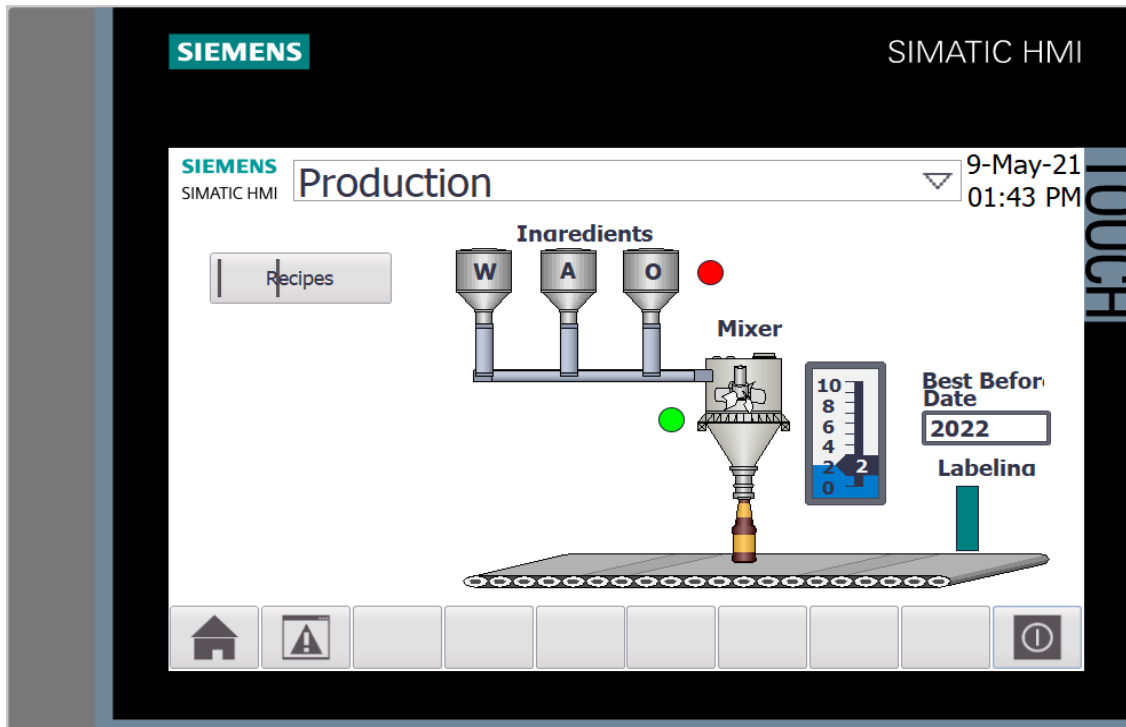 SIEMENS
SIMATIC HMI
SIEMENS
SIMATIC HMI
Production
9-May-21
01:43 PM
TOUCH
Ingredients
Recipes
W A O
Mixer
10
8
6
4
2 2
0
Best Before
Date
2022
Labeling